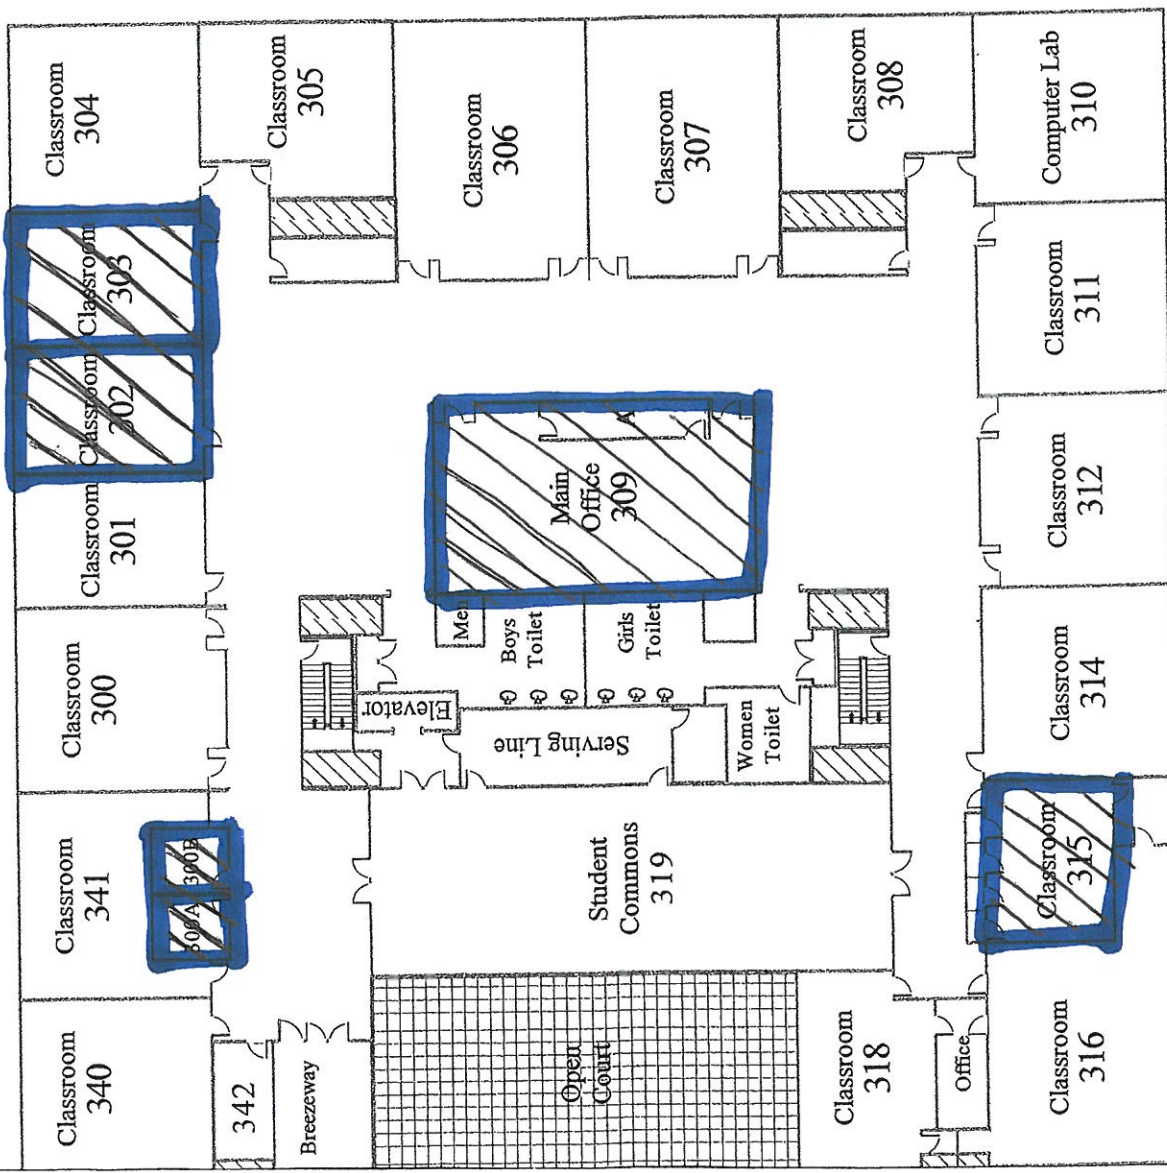 Classroom
304
Classroom
305
Classroom
306
Classroom
307
Classroom
308
Computer Lab
310
Classroom
303
Classroom
302
Classroom
301
Classroom
300
Classroom
311
Classroom
312
Classroom
314
A
Main
Office
309
Men
Boys
Toilet
Girls
Toilet
Elevator
Serving Line
Women
Toilet
Classroom
341
300B
300A
Student
Commons
319
Classroom
315
Classroom
340
342
Breezeway
Open
Court
Classroom
318
Office
Classroom
316